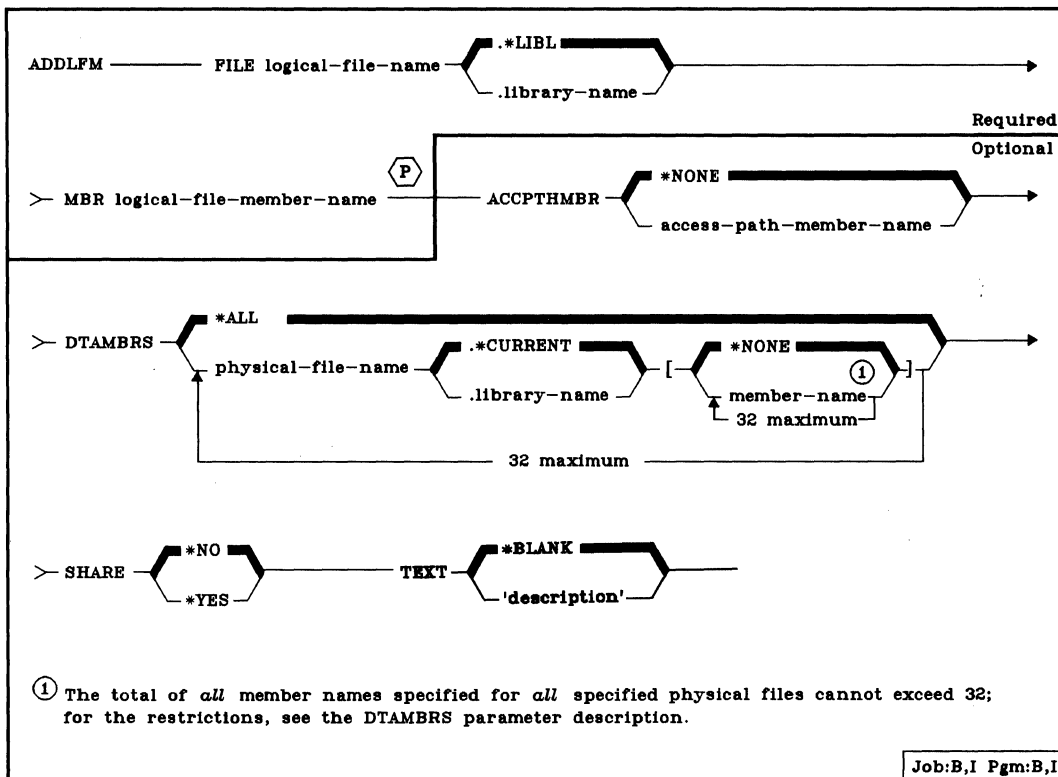 .*LIBL
ADDLFM FILE logical-file-name
.library-name
Required
Optional
P
MBR logical-file-member-name ACCPTHMBR
*NONE
access-path-member-name
*ALL
DTAMBRS
physical-file-name
.*CURRENT
.library-name
[
*NONE
1
member-name
]
32 maximum
32 maximum
SHARE
*NO
*YES
TEXT
*BLANK
'description'
1 The total of all member names specified for all specified physical files cannot exceed 32;
for the restrictions, see the DTAMBRS parameter description.
Job:B,I Pgm:B,I